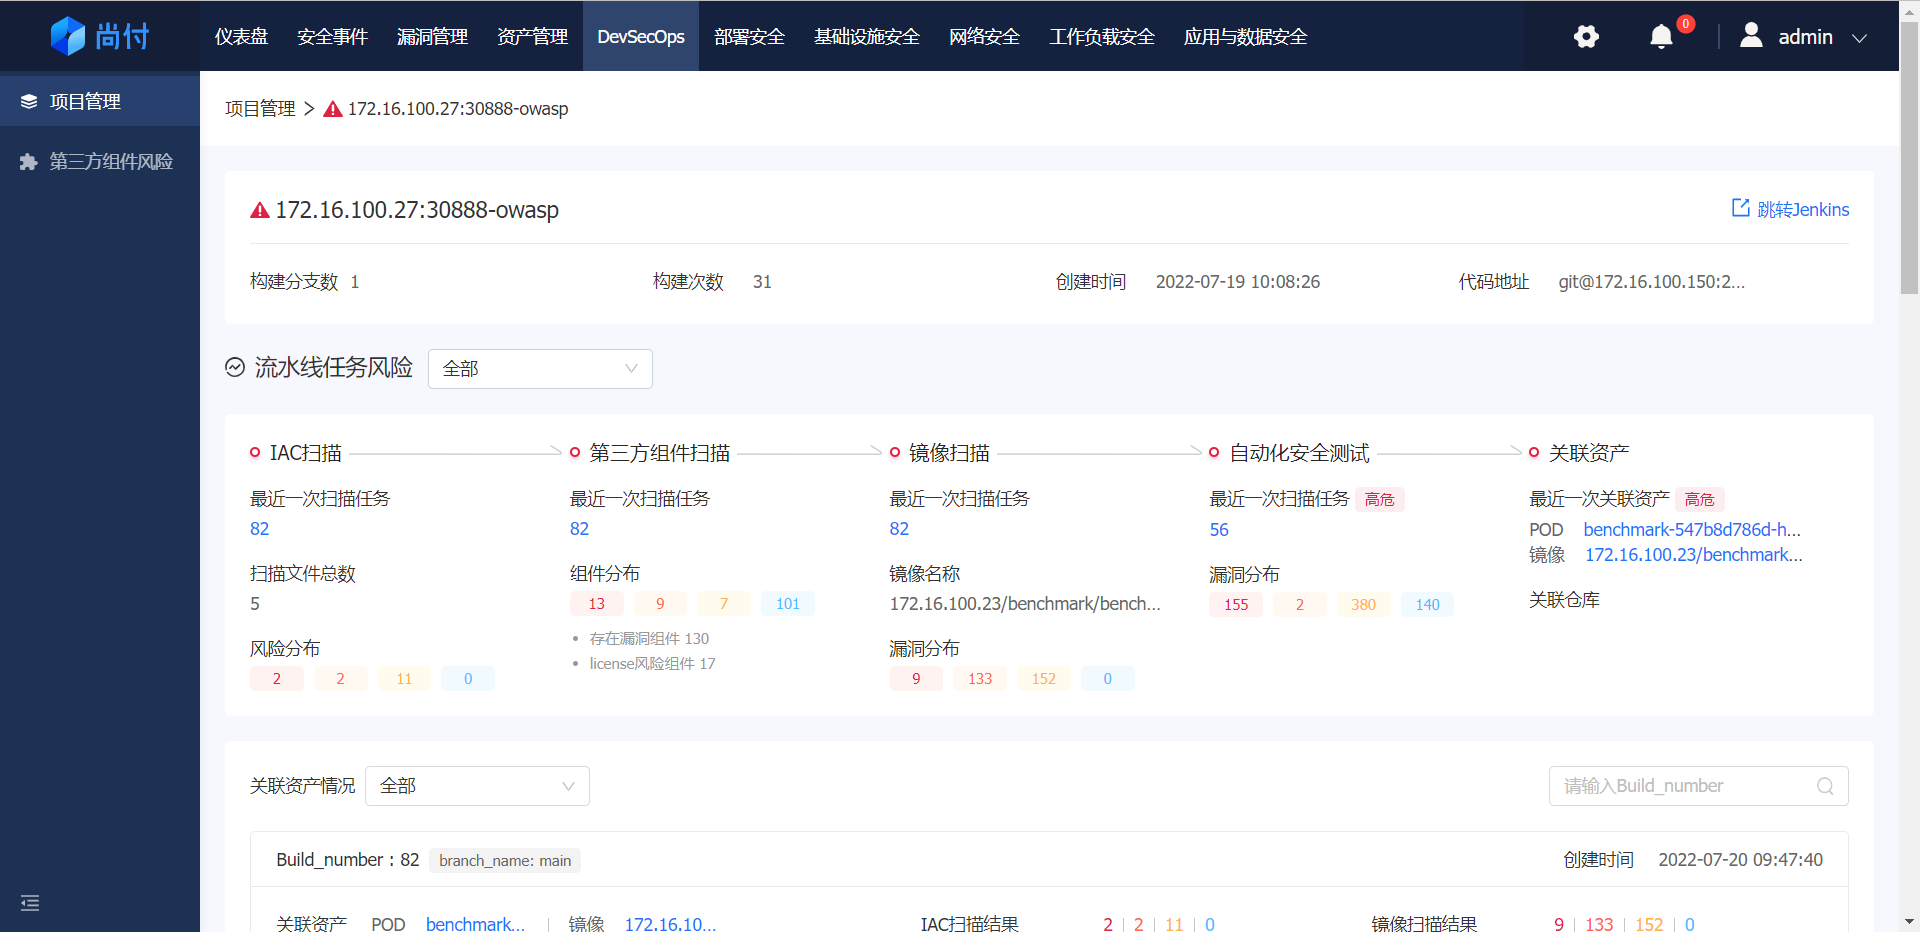 尚付
仪表盘 安全事件 漏洞管理 资产管理 DevSecOps 部署安全 基础设施安全 网络安全 工作负载安全 应用与数据安全 0 admin
项目管理
第三方组件风险
项目管理 > 172.16.100.27:30888-owasp
172.16.100.27:30888-owasp 跳转Jenkins
构建分支数 1 构建次数 31 创建时间 2022-07-19 10:08:26 代码地址 git@172.16.100.150:2...
流水线任务风险 全部
IAC扫描
最近一次扫描任务
82
扫描文件总数
5
风险分布
2 2 11 0
第三方组件扫描
最近一次扫描任务
82
组件分布
13 9 7 101
存在漏洞组件 130
license风险组件 17
镜像扫描
最近一次扫描任务
82
镜像名称
172.16.100.23/benchmark/bench...
漏洞分布
9 133 152 0
自动化安全测试
最近一次扫描任务 高危
56
漏洞分布
155 2 380 140
关联资产
最近一次关联资产 高危
POD benchmark-547b8d786d-h...
镜像 172.16.100.23/benchmark...
关联仓库
关联资产情况 全部 请输入Build_number
Build_number : 82 branch_name: main 创建时间 2022-07-20 09:47:40
关联资产 POD benchmark... | 镜像 172.16.10... IAC扫描结果 2 | 2 | 11 | 0 镜像扫描结果 9 | 133 | 152 | 0